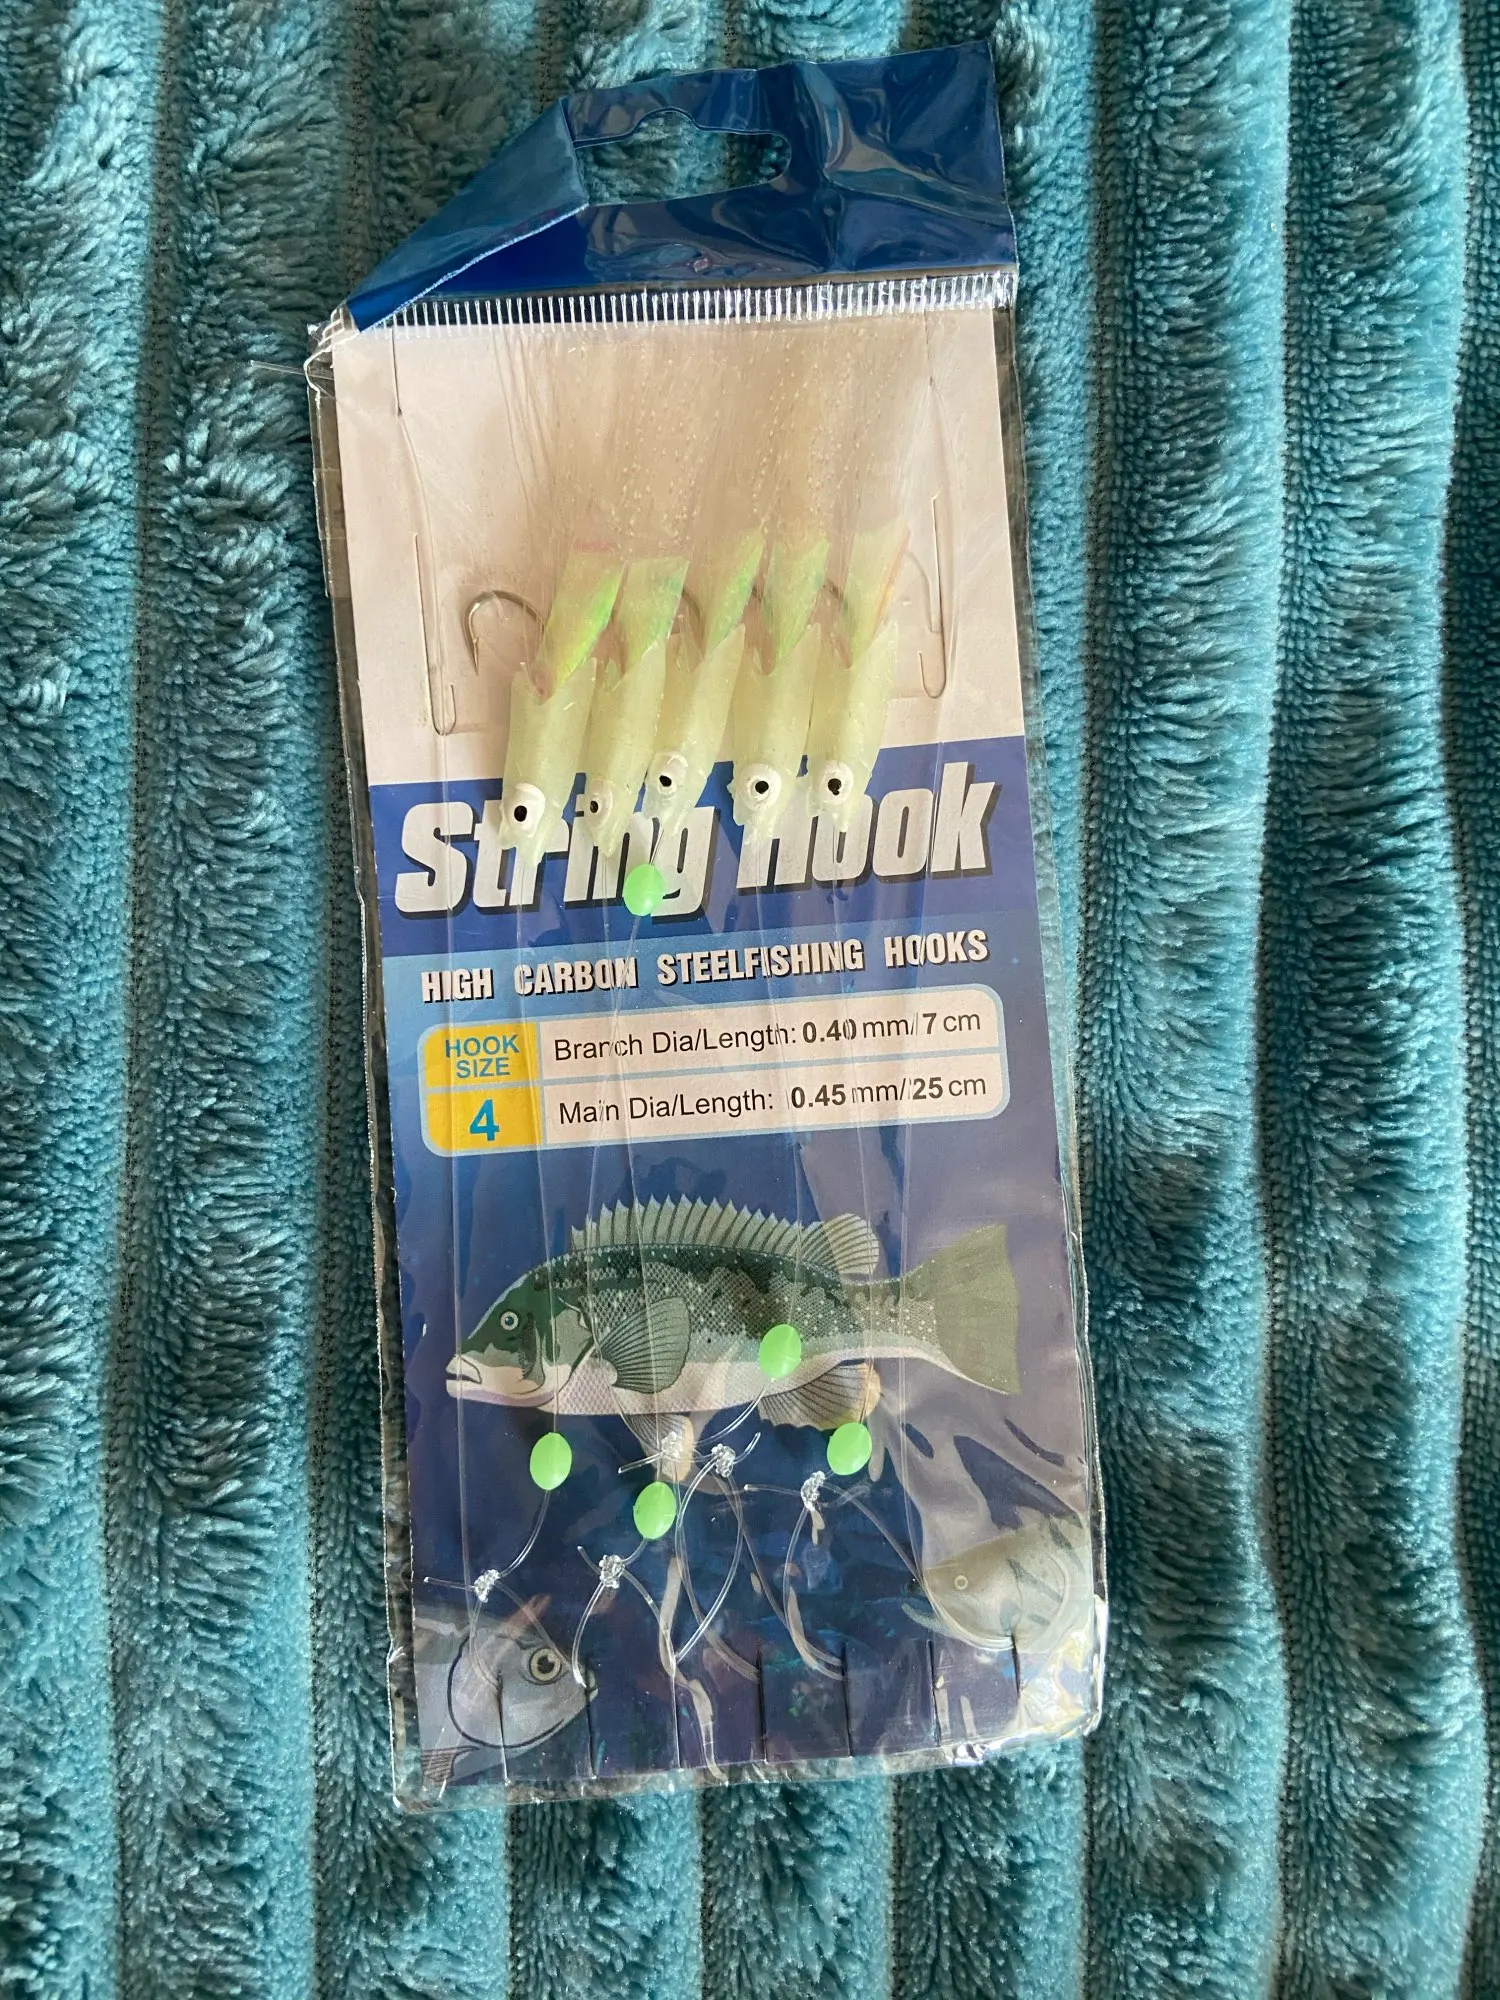 String Hook
HIGH CARBON STEELFISHING HOOKS
HOOK SIZE
Branch Dia/Length: 0.40 mm/ 7 cm
4
Main Dia/Length: 0.45 mm/ 25 cm